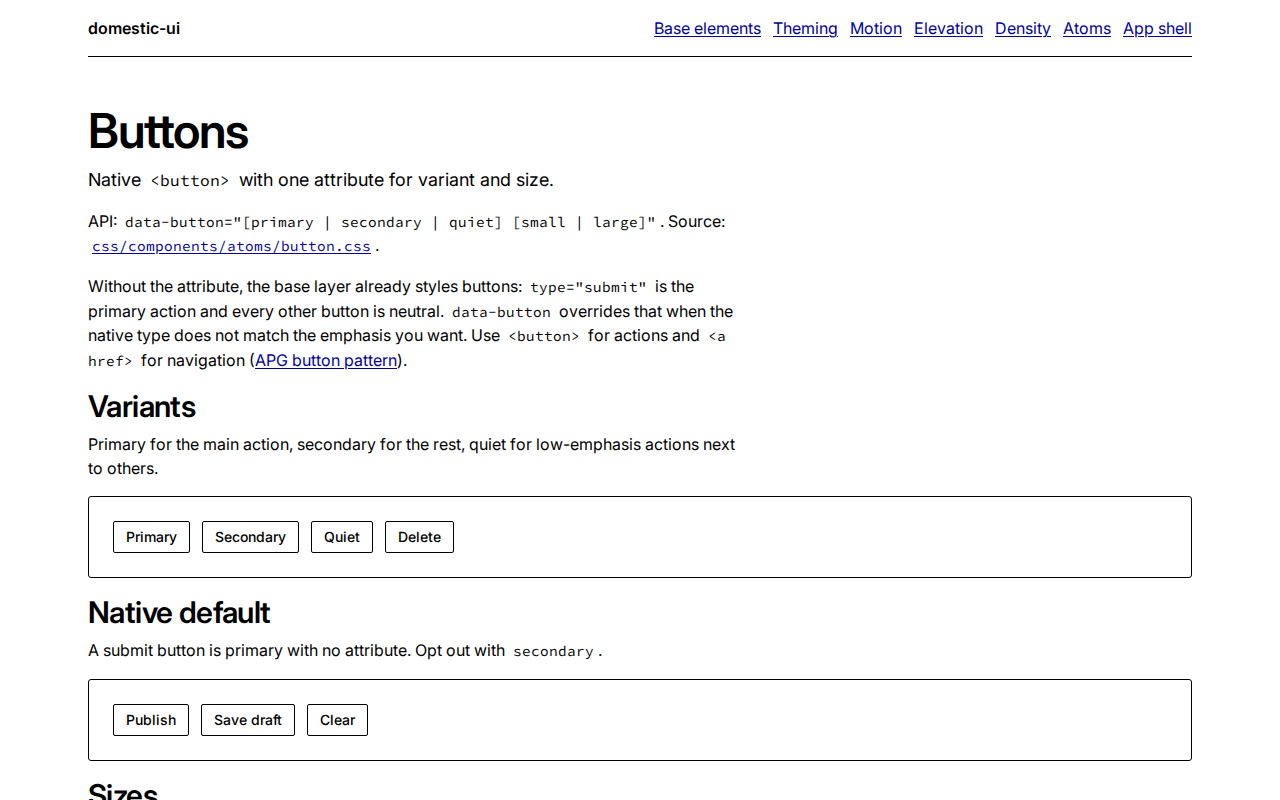 domestic-ui Base elements Theming Motion Elevation Density Atoms App shell
Buttons
Native <button> with one attribute for variant and size.
API: data-button="[primary | secondary | quiet] [small | large]" . Source:
css/components/atoms/button.css .
Without the attribute, the base layer already styles buttons: type="submit" is the
primary action and every other button is neutral. data-button overrides that when the
native type does not match the emphasis you want. Use <button> for actions and <a
href> for navigation (APG button pattern).
Variants
Primary for the main action, secondary for the rest, quiet for low-emphasis actions next
to others.
Primary Secondary Quiet Delete
Native default
A submit button is primary with no attribute. Opt out with secondary .
Publish Save draft Clear
Sizes